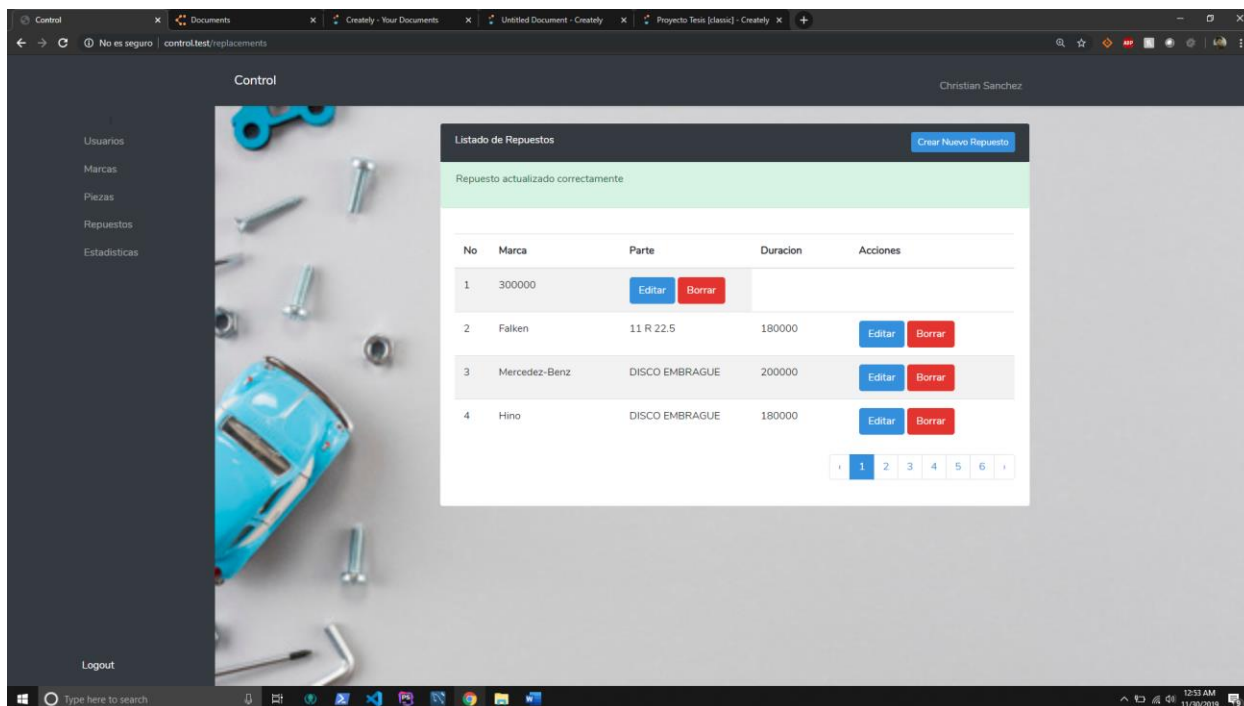 Control
Documents
Creately - Your Documents
Untitled Document - Creately
Proyecto Tesis [classic] - Creately
No es seguro
control.test/replacements
ABP
Control
Christian Sanchez
Usuarios
Marcas
Piezas
Repuestos
Estadisticas
Logout
Listado de Repuestos
Crear Nuevo Repuesto
Repuesto actualizado correctamente
No Marca Parte Duracion Acciones
1 300000 Editar Borrar
2 Falken 11 R 22.5 180000 Editar Borrar
3 Mercedez-Benz DISCO EMBRAGUE 200000 Editar Borrar
4 Hino DISCO EMBRAGUE 180000 Editar Borrar
‹ 1 2 3 4 5 6 ›
Type here to search
12:53 AM
11/30/2019